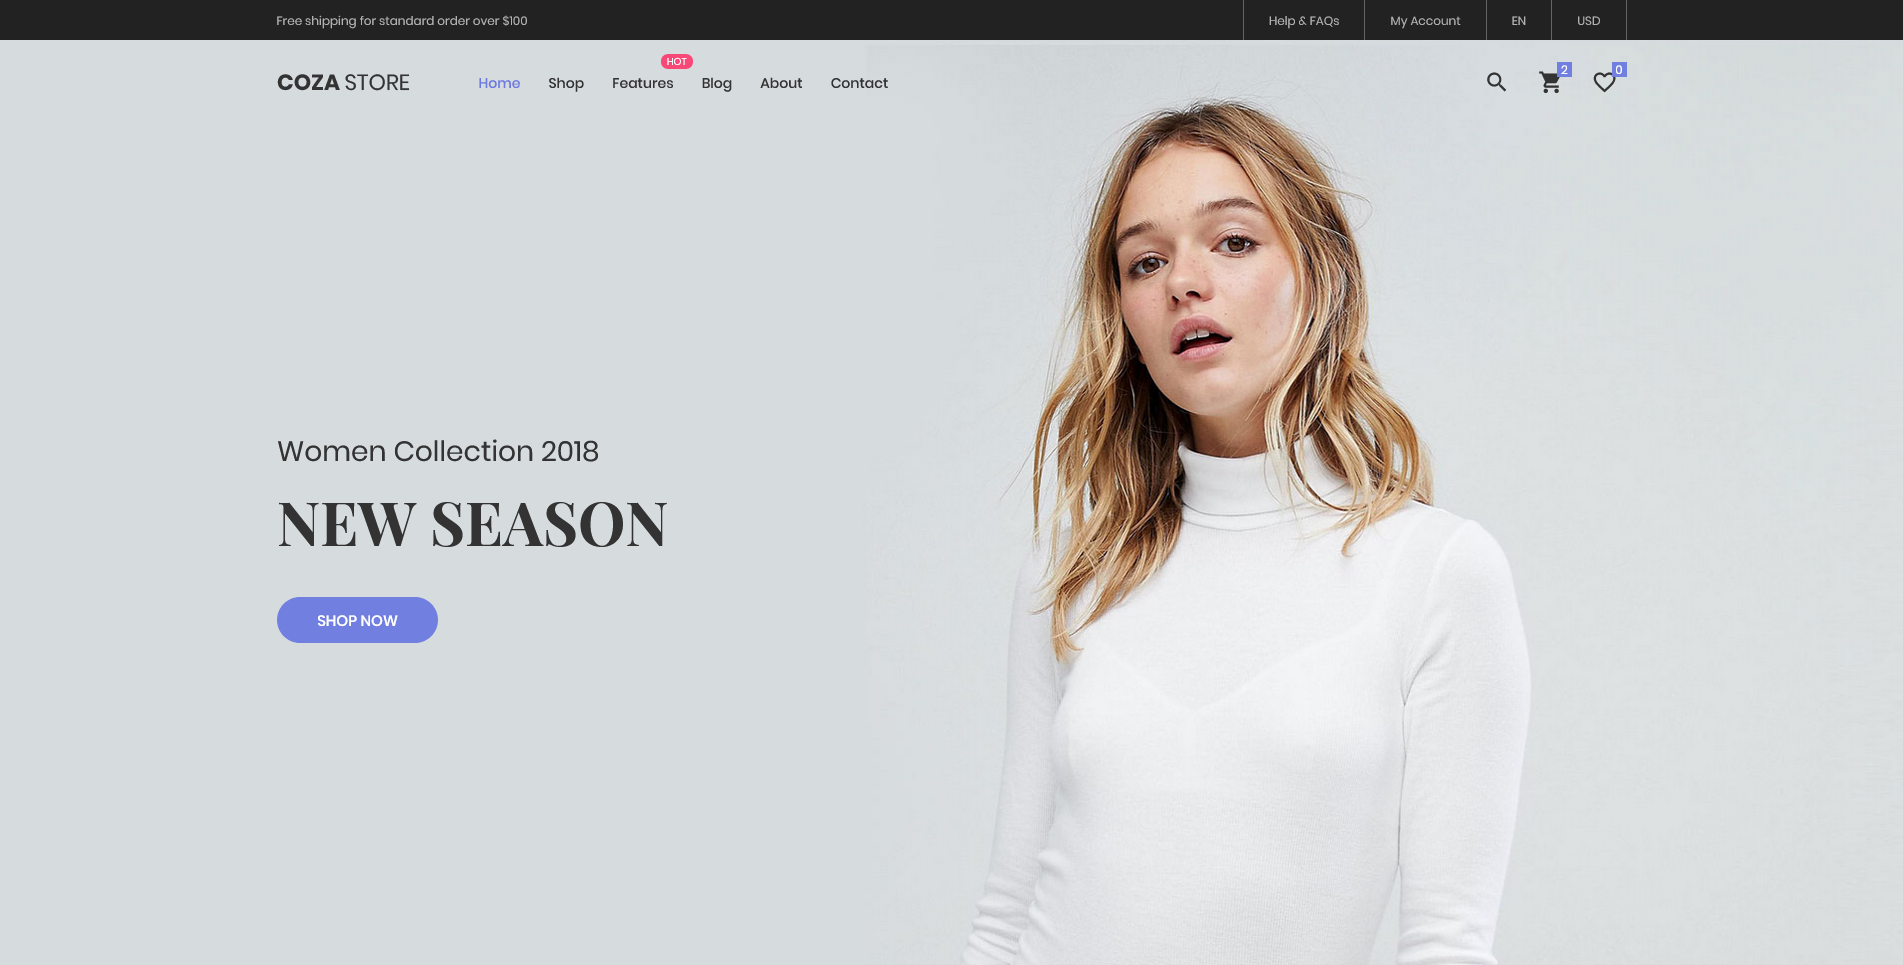 Free shipping for standard order over $100
Help & FAQs
My Account
EN
USD
COZA STORE
Home
Shop
Features
HOT
Blog
About
Contact
2
0
Women Collection 2018
NEW SEASON
SHOP NOW